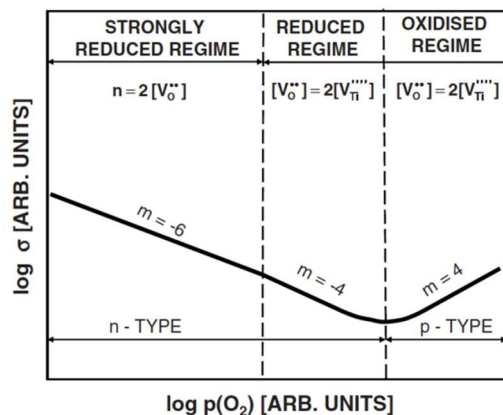 STRONGLY
REDUCED REGIME
REDUCED
REGIME
OXIDISED
REGIME
n = 2 [V_O^••]
[V_O^••] = 2[V_Ti^'''']
[V_O^••] = 2[V_Ti^'''']
log σ [ARB. UNITS]
m = -6
m = -4
m = 4
n - TYPE
p - TYPE
log p(O₂) [ARB. UNITS]